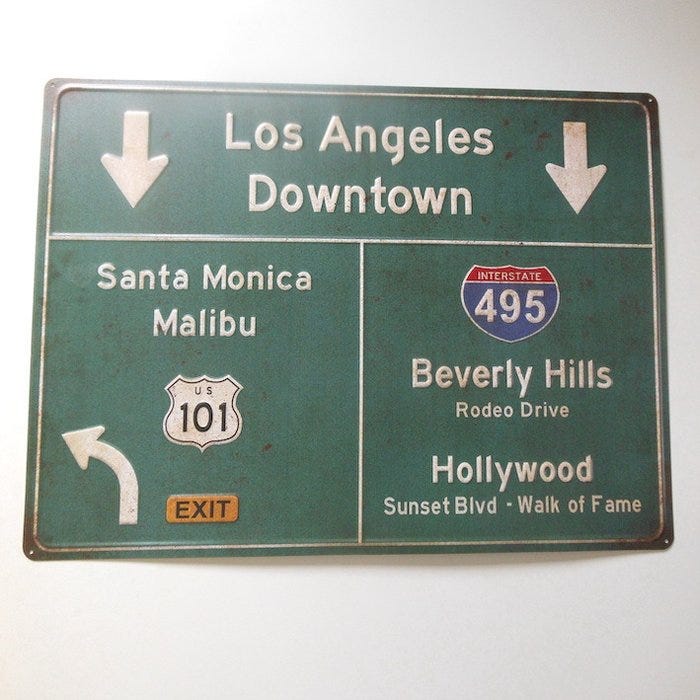 Los Angeles
Downtown
Santa Monica
Malibu
US
101
EXIT
INTERSTATE
495
Beverly Hills
Rodeo Drive
Hollywood
Sunset Blvd - Walk of Fame